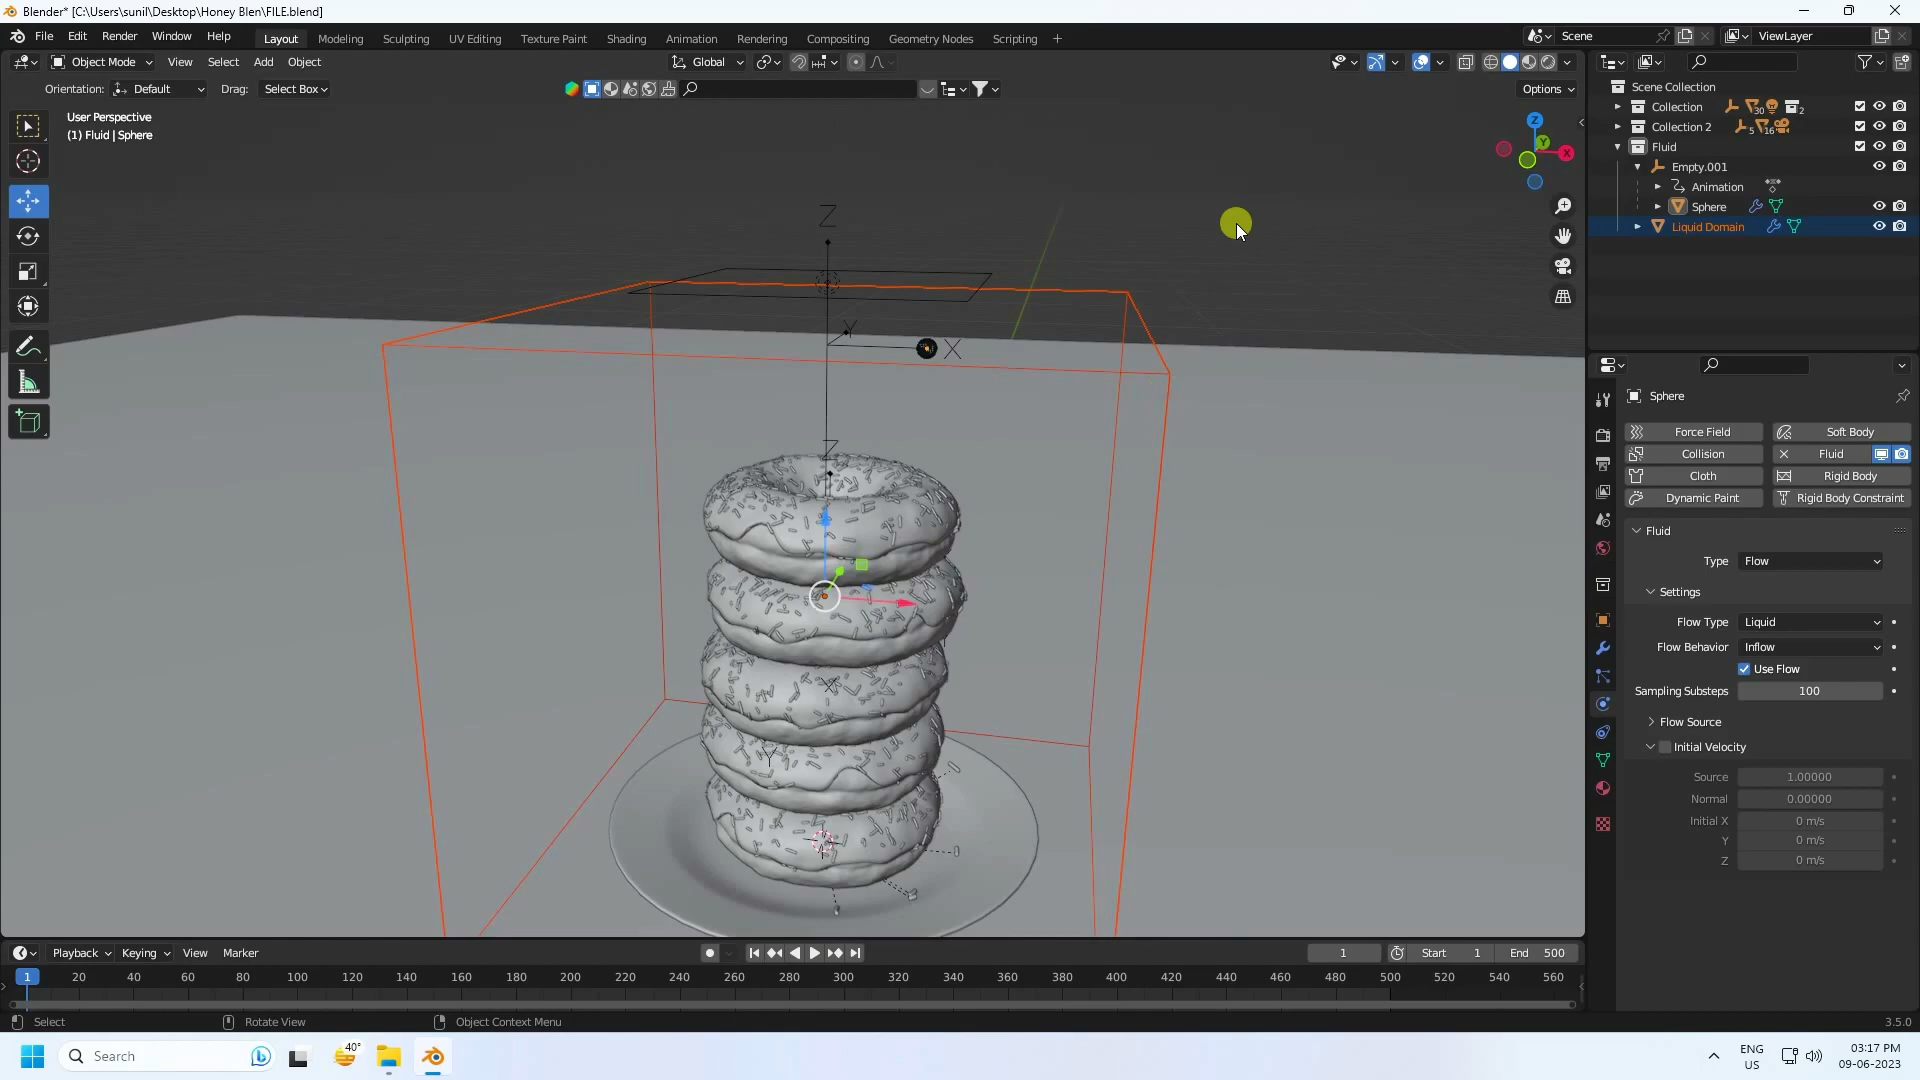 Blender* [C:\Users\sunil\Desktop\Honey Blen\FILE.blend]
File Edit Render Window Help Layout Modeling Sculpting UV Editing Texture Paint Shading Animation Rendering Compositing Geometry Nodes Scripting + Scene ViewLayer
Object Mode View Select Add Object Global
Orientation: Default Drag: Select Box Options
User Perspective
(1) Fluid | Sphere
Z
Y
X
Z
Y
X
Z
X
Y
Scene Collection
Collection 30 2
Collection 2 5 16
Fluid
Empty.001
Animation
Sphere
Liquid Domain
Sphere
Force Field Soft Body
Collision Fluid
Cloth Rigid Body
Dynamic Paint Rigid Body Constraint
Fluid
Type Flow
Settings
Flow Type Liquid
Flow Behavior Inflow
Use Flow
Sampling Substeps 100
Flow Source
Initial Velocity
Source 1.00000
Normal 0.00000
Initial X 0 m/s
Y 0 m/s
Z 0 m/s
Playback Keying View Marker 1 Start 1 End 500
1 20 40 60 80 100 120 140 160 180 200 220 240 260 280 300 320 340 360 380 400 420 440 460 480 500 520 540 560
Select Rotate View Object Context Menu 3.5.0
Search 40° ENG US 03:17 PM 09-06-2023